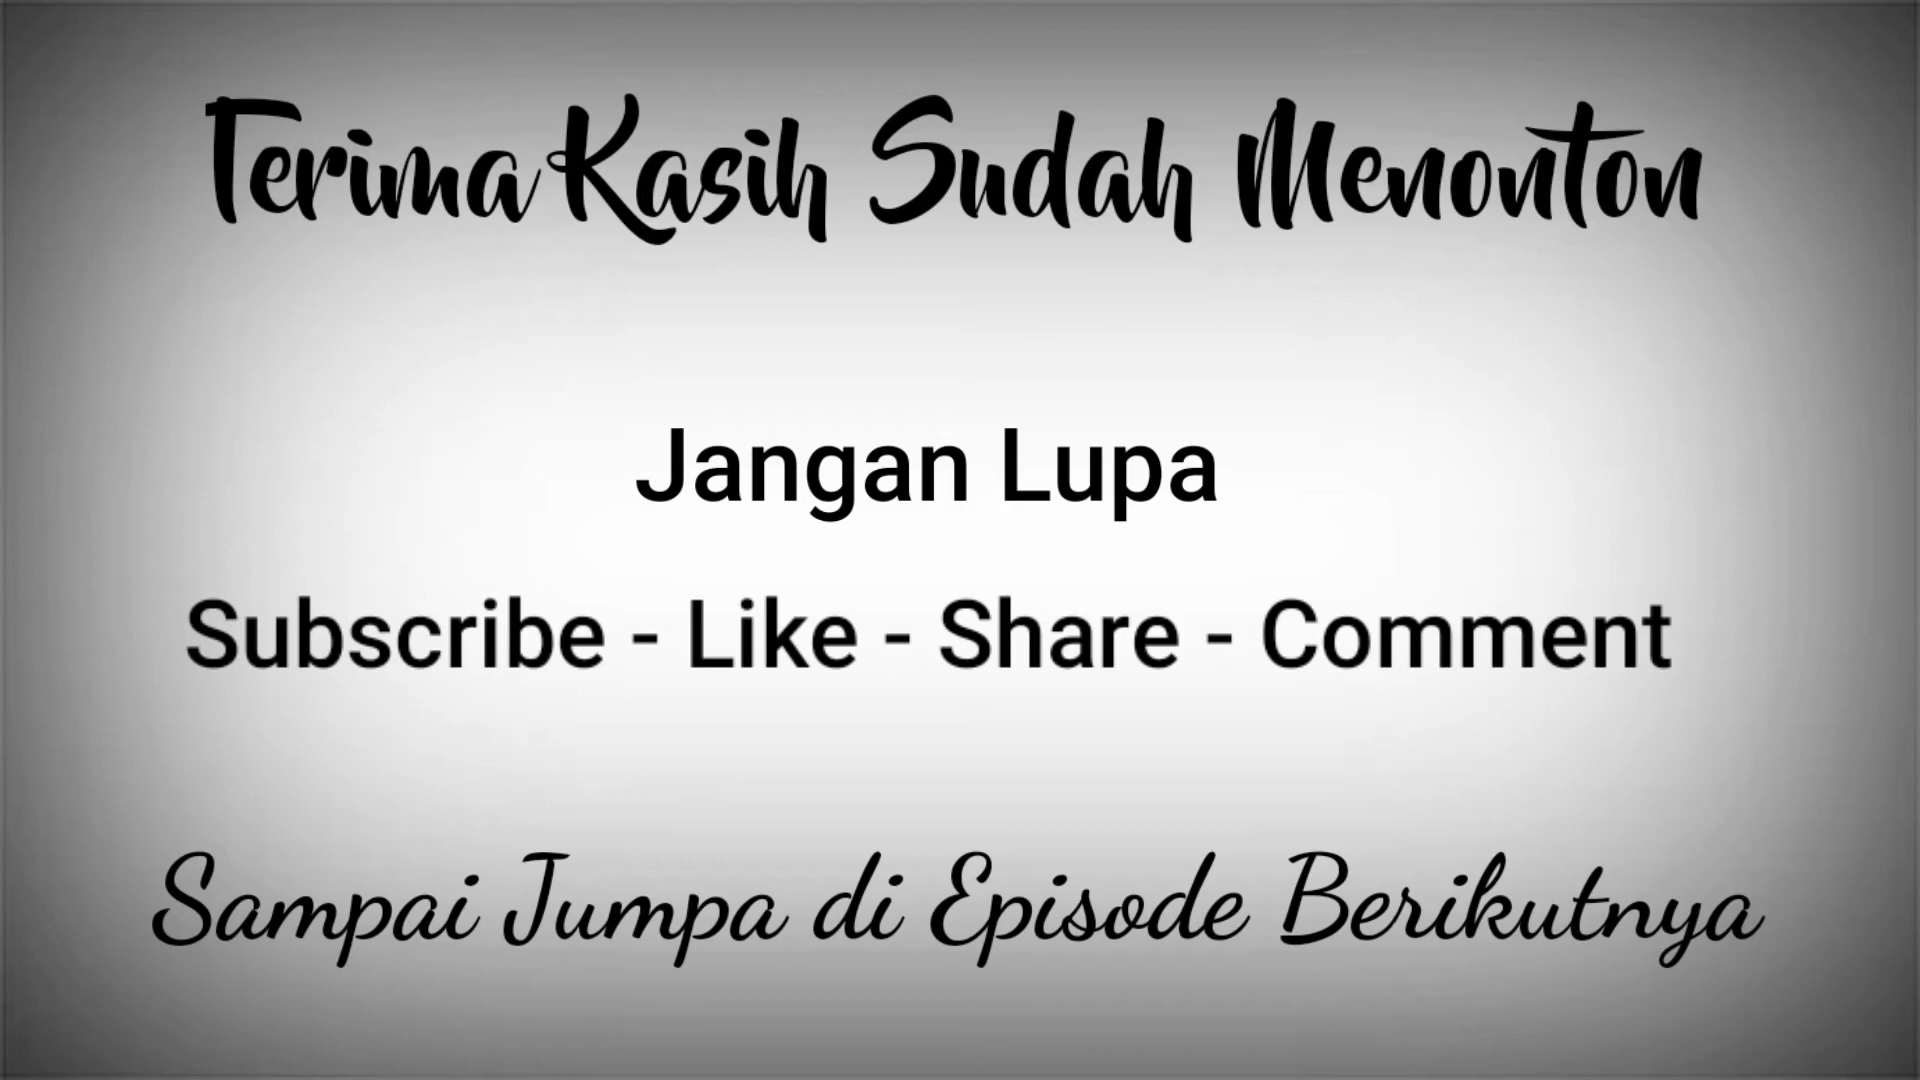 Terima Kasih Sudah Menonton
Jangan Lupa
Subscribe - Like - Share - Comment
Sampai Jumpa di Episode Berikutnya